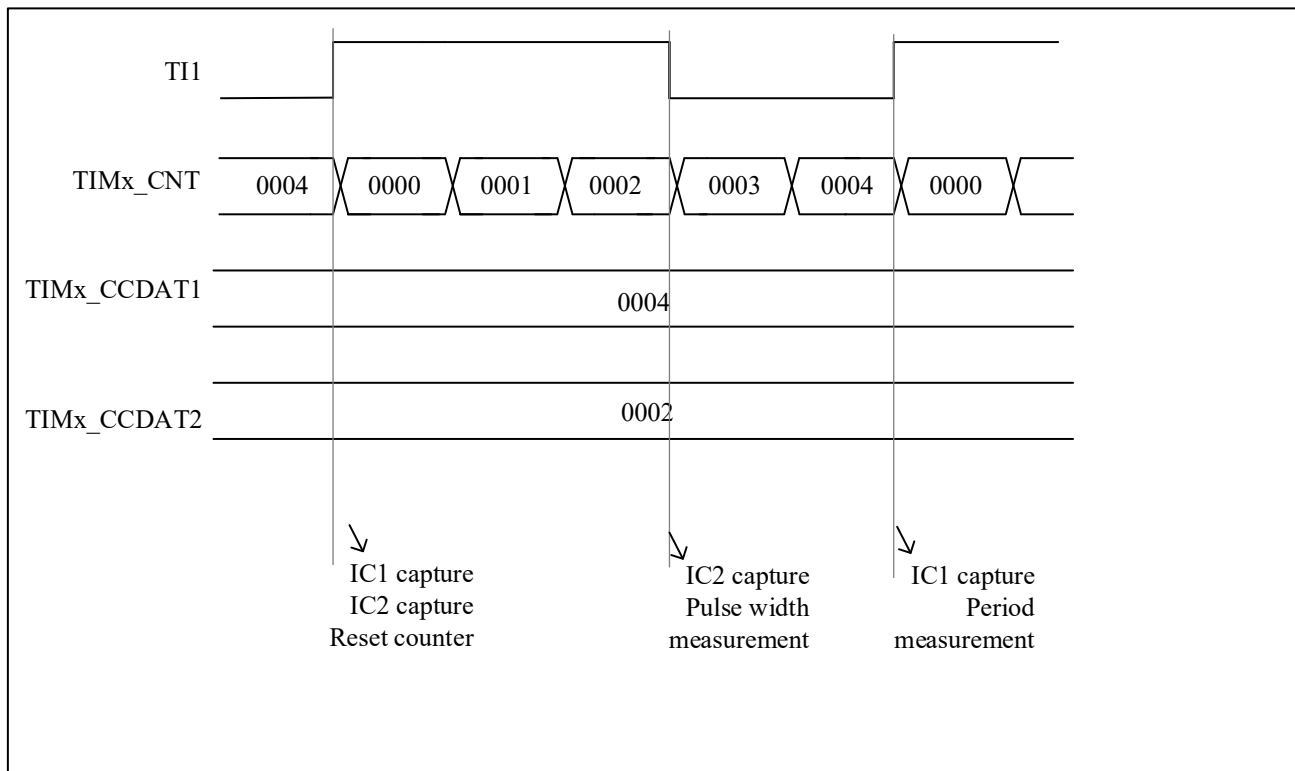 TI1
TIMx_CNT
0004 0000 0001 0002 0003 0004 0000
TIMx_CCDAT1
0004
TIMx_CCDAT2
0002
IC1 capture
IC2 capture
Reset counter
IC2 capture
Pulse width
measurement
IC1 capture
Period
measurement